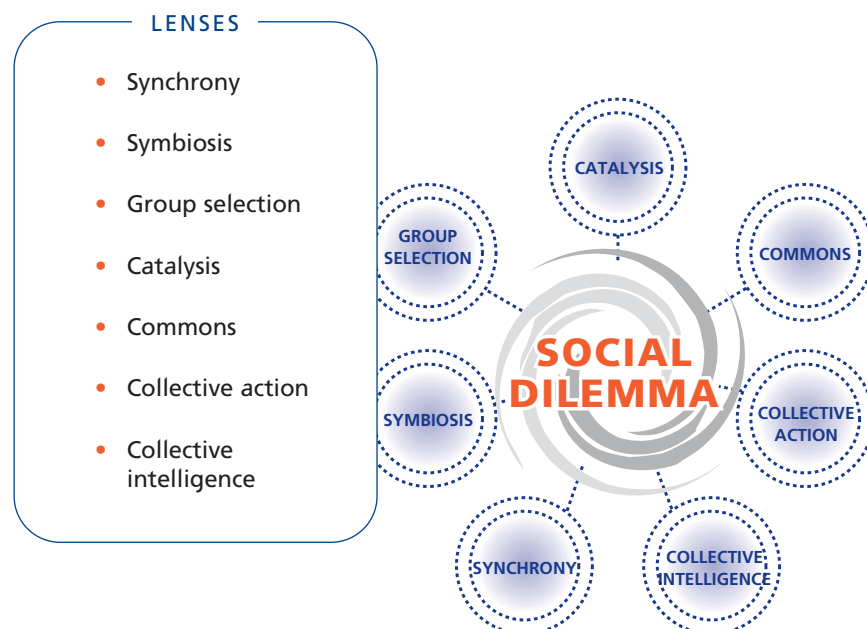 LENSES
• Synchrony
• Symbiosis
• Group selection
• Catalysis
• Commons
• Collective action
• Collective
intelligence
CATALYSIS
GROUP
SELECTION
COMMONS
SOCIAL
DILEMMA
SYMBIOSIS
COLLECTIVE
ACTION
SYNCHRONY
COLLECTIVE
INTELLIGENCE